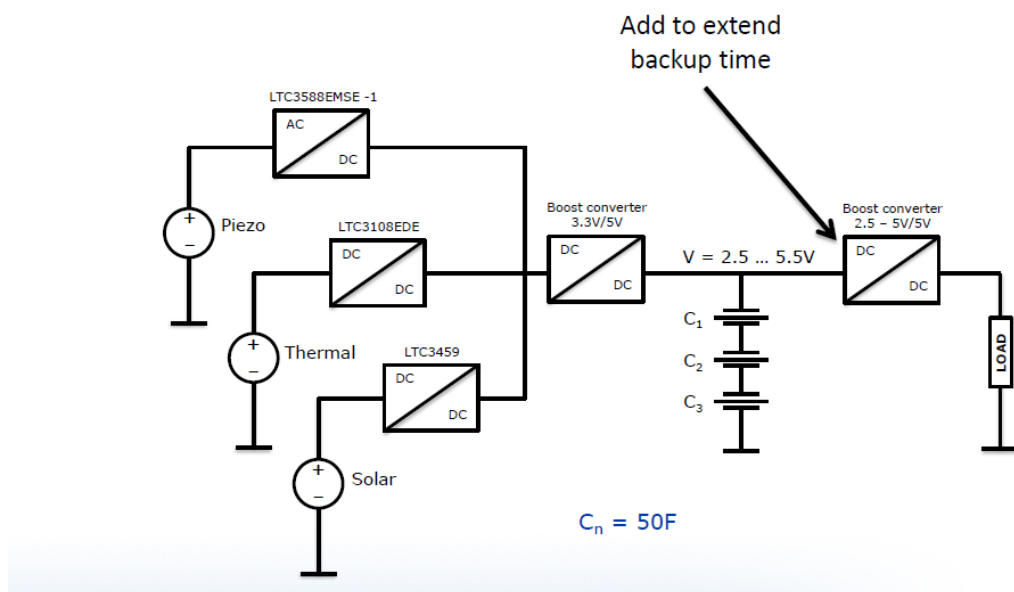 Add to extend
backup time
LTC3588EMSE -1
AC
DC
+
−
Piezo
LTC3108EDE
DC
DC
+
−
Thermal
LTC3459
DC
DC
+
−
Solar
Boost converter
3.3V/5V
DC
DC
V = 2.5 ... 5.5V
C₁
C₂
C₃
Boost converter
2.5 – 5V/5V
DC
DC
LOAD
Cₙ = 50F